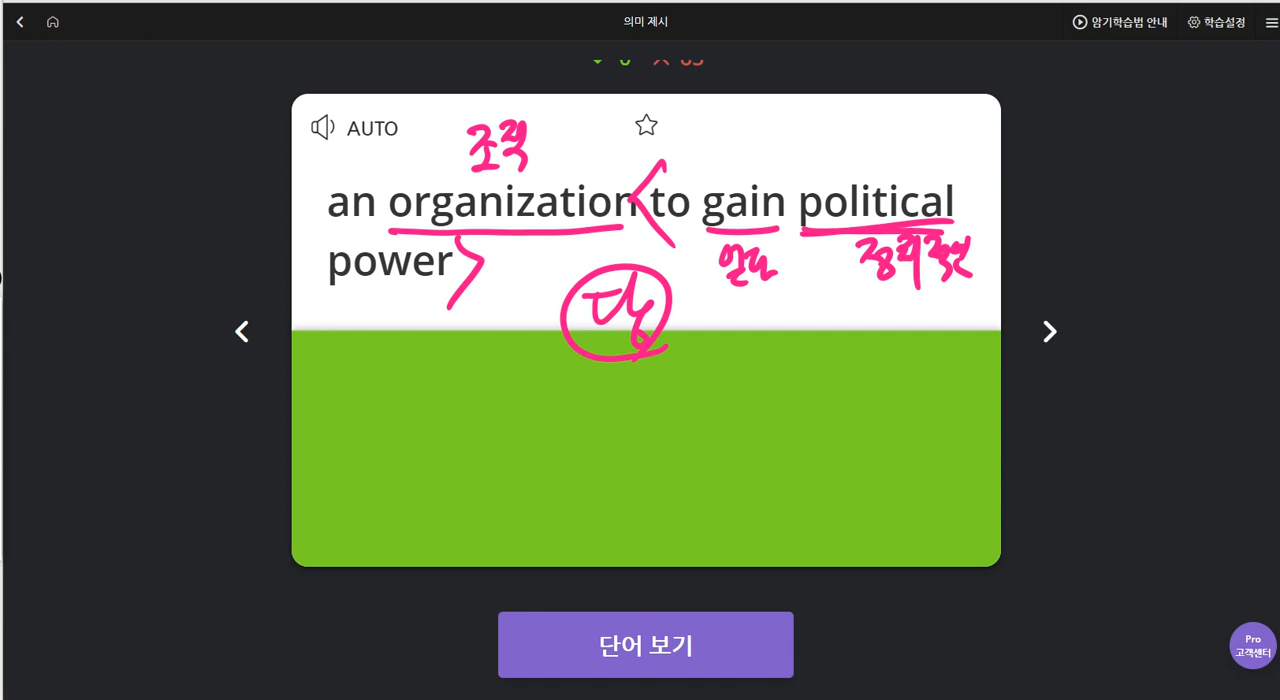 의미 제시
암기학습법 안내
학습설정
AUTO
조직
an organization to gain political
power
얻다
정치적인
당
단어 보기
Pro
고객센터